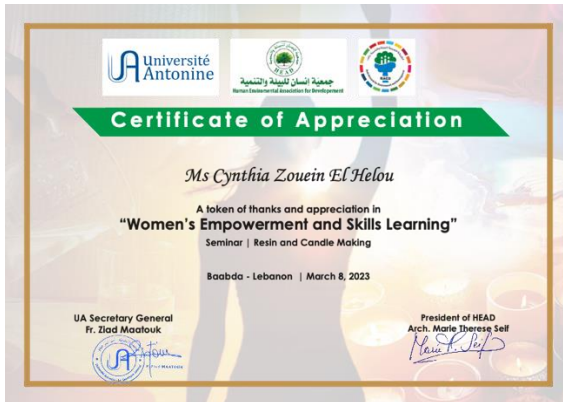 Université
Antonine
HEAD
جمعية انسان للبيئة والتنمية
Human Environmental Association for Development
Certificate of Appreciation
Ms Cynthia Zouein El Helou
A token of thanks and appreciation in
“Women’s Empowerment and Skills Learning”
Seminar | Resin and Candle Making
Baabda - Lebanon | March 8, 2023
UA Secretary General
Fr. Ziad Maatouk
President of HEAD
Arch. Marie Therese Seif